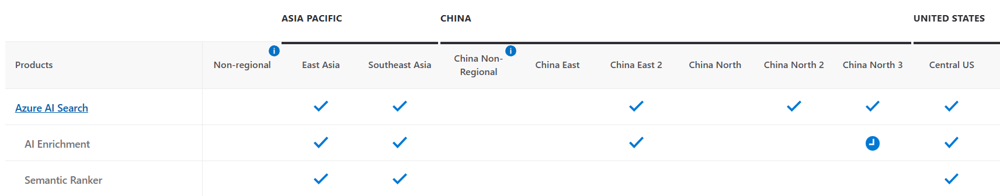 ASIA PACIFIC CHINA UNITED STATES
Products Non-regional East Asia Southeast Asia China Non-
Regional China East China East 2 China North China North 2 China North 3 Central US
Azure AI Search
AI Enrichment
Semantic Ranker